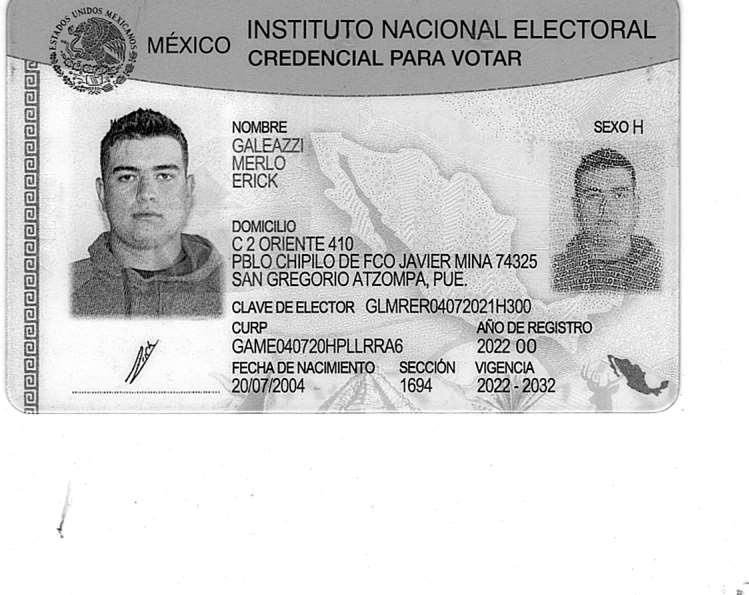 ESTADOS UNIDOS MEXICANOS
MÉXICO
INSTITUTO NACIONAL ELECTORAL
CREDENCIAL PARA VOTAR
NOMBRE
GALEAZZI
MERLO
ERICK
SEXO H
DOMICILIO
C 2 ORIENTE 410
PBLO CHIPILO DE FCO JAVIER MINA 74325
SAN GREGORIO ATZOMPA, PUE.
CLAVE DE ELECTOR GLMRER04072021H300
CURP
GAME040720HPLLRRA6
AÑO DE REGISTRO
2022 00
FECHA DE NACIMIENTO
20/07/2004
SECCIÓN
1694
VIGENCIA
2022 - 2032